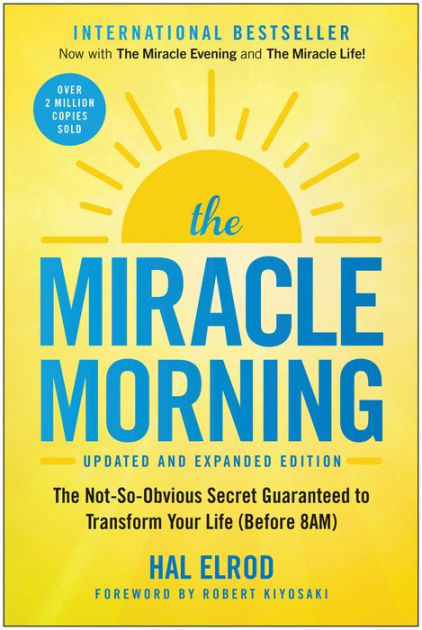 INTERNATIONAL BESTSELLER
Now with The Miracle Evening and The Miracle Life!
OVER
2 MILLION
COPIES
SOLD
the
MIRACLE
MORNING
UPDATED AND EXPANDED EDITION
The Not-So-Obvious Secret Guaranteed to
Transform Your Life (Before 8AM)
HAL ELROD
FOREWORD BY ROBERT KIYOSAKI